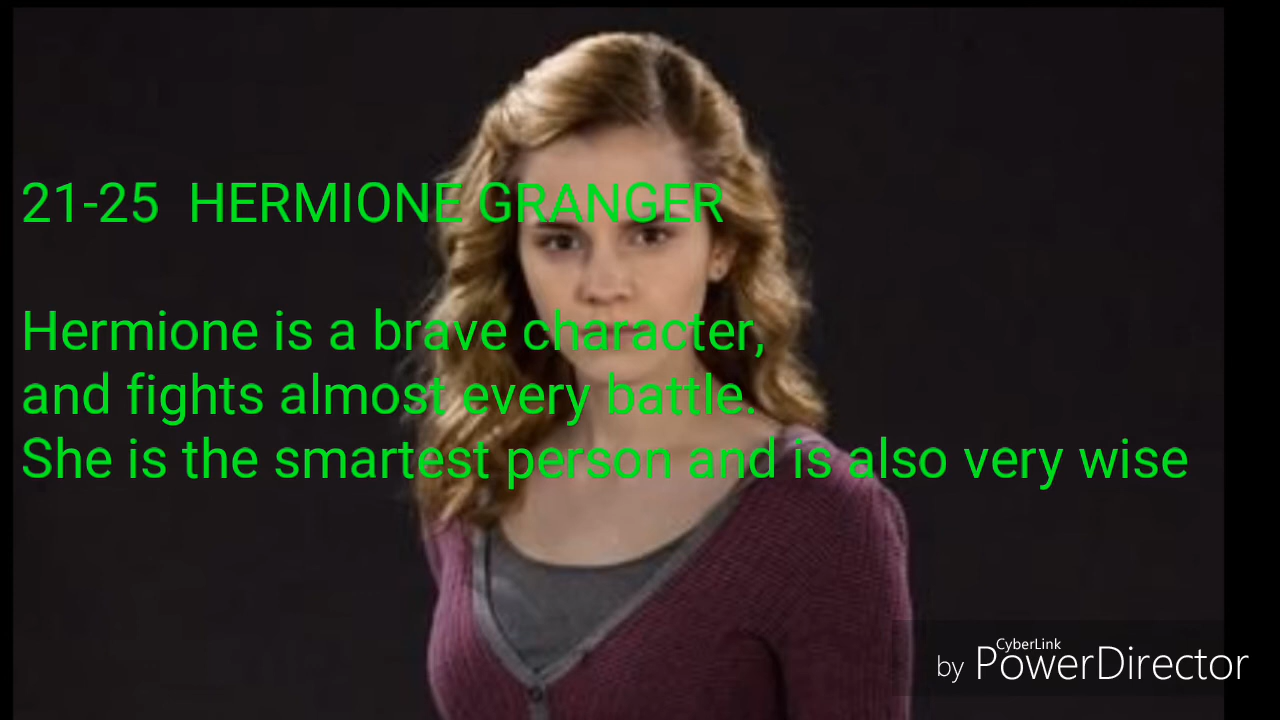 21-25 HERMIONE GRANGER
Hermione is a brave character,
and fights almost every battle.
She is the smartest person and is also very wise
CyberLink
by PowerDirector